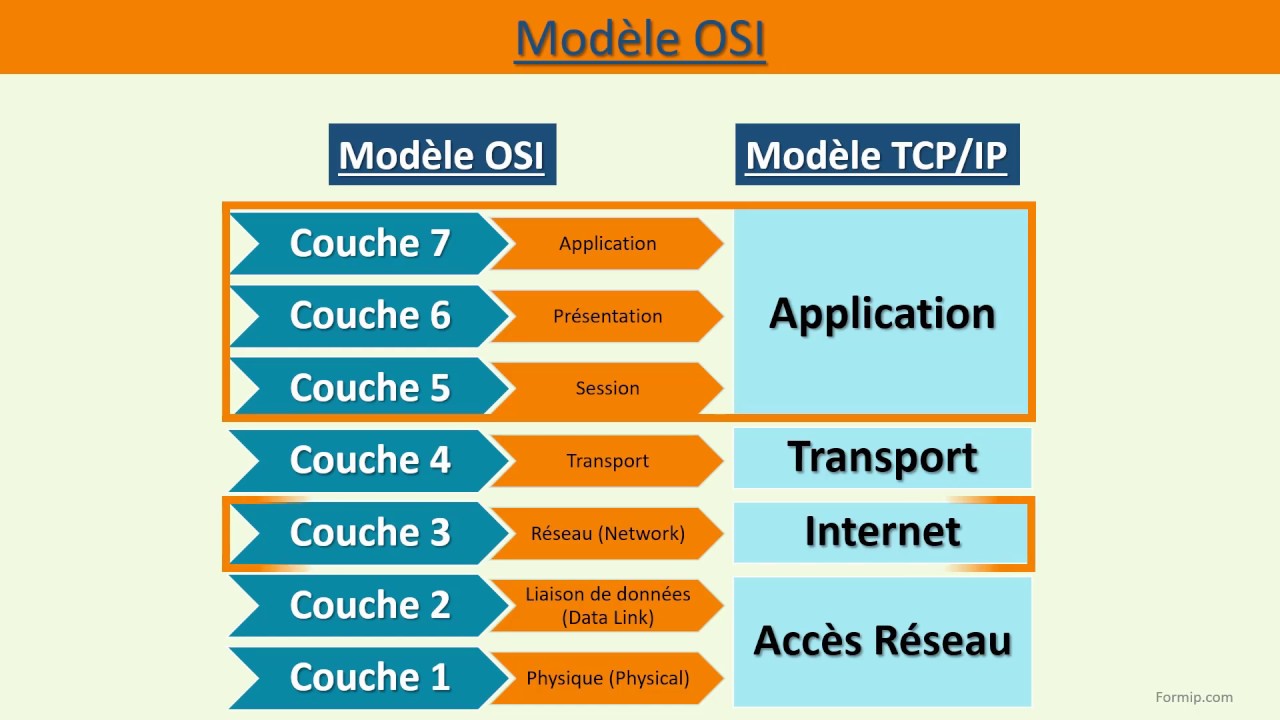 Modèle OSI
Modèle OSI
Modèle TCP/IP
Couche 7
Application
Couche 6
Présentation
Application
Couche 5
Session
Couche 4
Transport
Transport
Couche 3
Réseau (Network)
Internet
Couche 2
Liaison de données
(Data Link)
Accès Réseau
Couche 1
Physique (Physical)
Formip.com